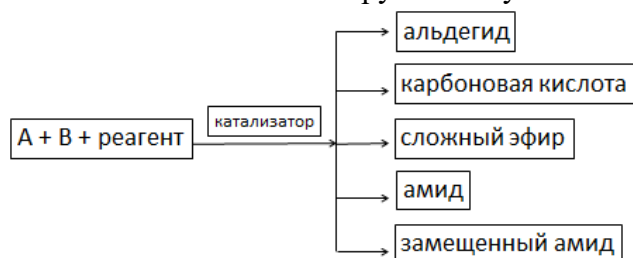 альдегид
карбоновая кислота
катализатор
А + В + реагент
сложный эфир
амид
замещенный амид